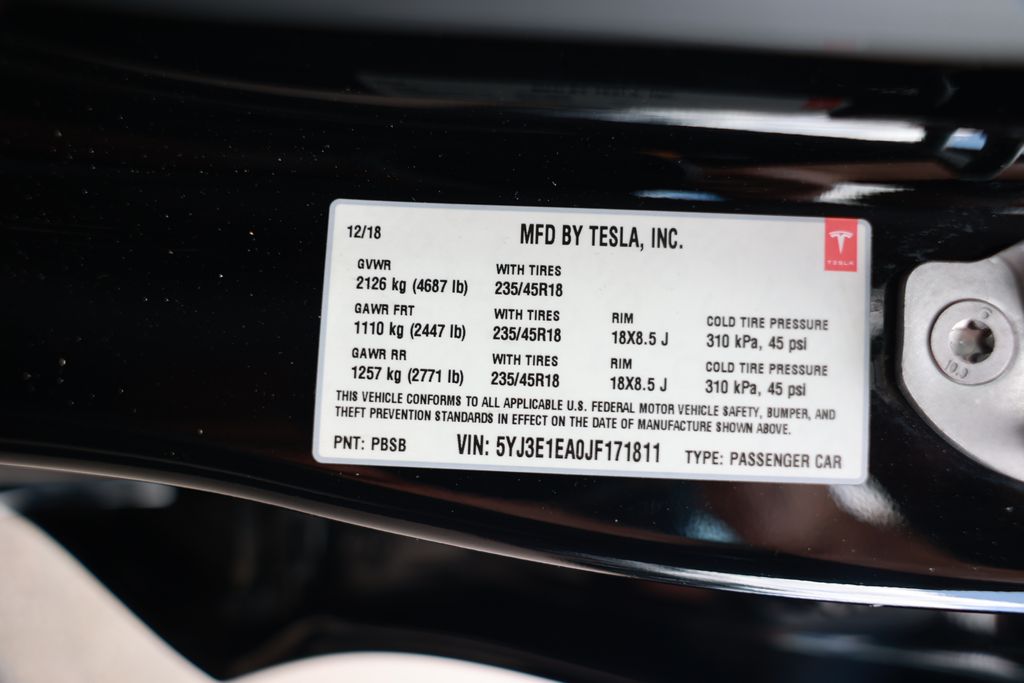 12/18
MFD BY TESLA, INC.
TESLA
GVWR WITH TIRES
2126 kg (4687 lb) 235/45R18
GAWR FRT WITH TIRES RIM COLD TIRE PRESSURE
1110 kg (2447 lb) 235/45R18 18X8.5 J 310 kPa, 45 psi
GAWR RR WITH TIRES RIM COLD TIRE PRESSURE
1257 kg (2771 lb) 235/45R18 18X8.5 J 310 kPa, 45 psi
THIS VEHICLE CONFORMS TO ALL APPLICABLE U.S. FEDERAL MOTOR VEHICLE SAFETY, BUMPER, AND
THEFT PREVENTION STANDARDS IN EFFECT ON THE DATE OF MANUFACTURE SHOWN ABOVE.
PNT: PBSB VIN: 5YJ3E1EA0JF171811 TYPE: PASSENGER CAR